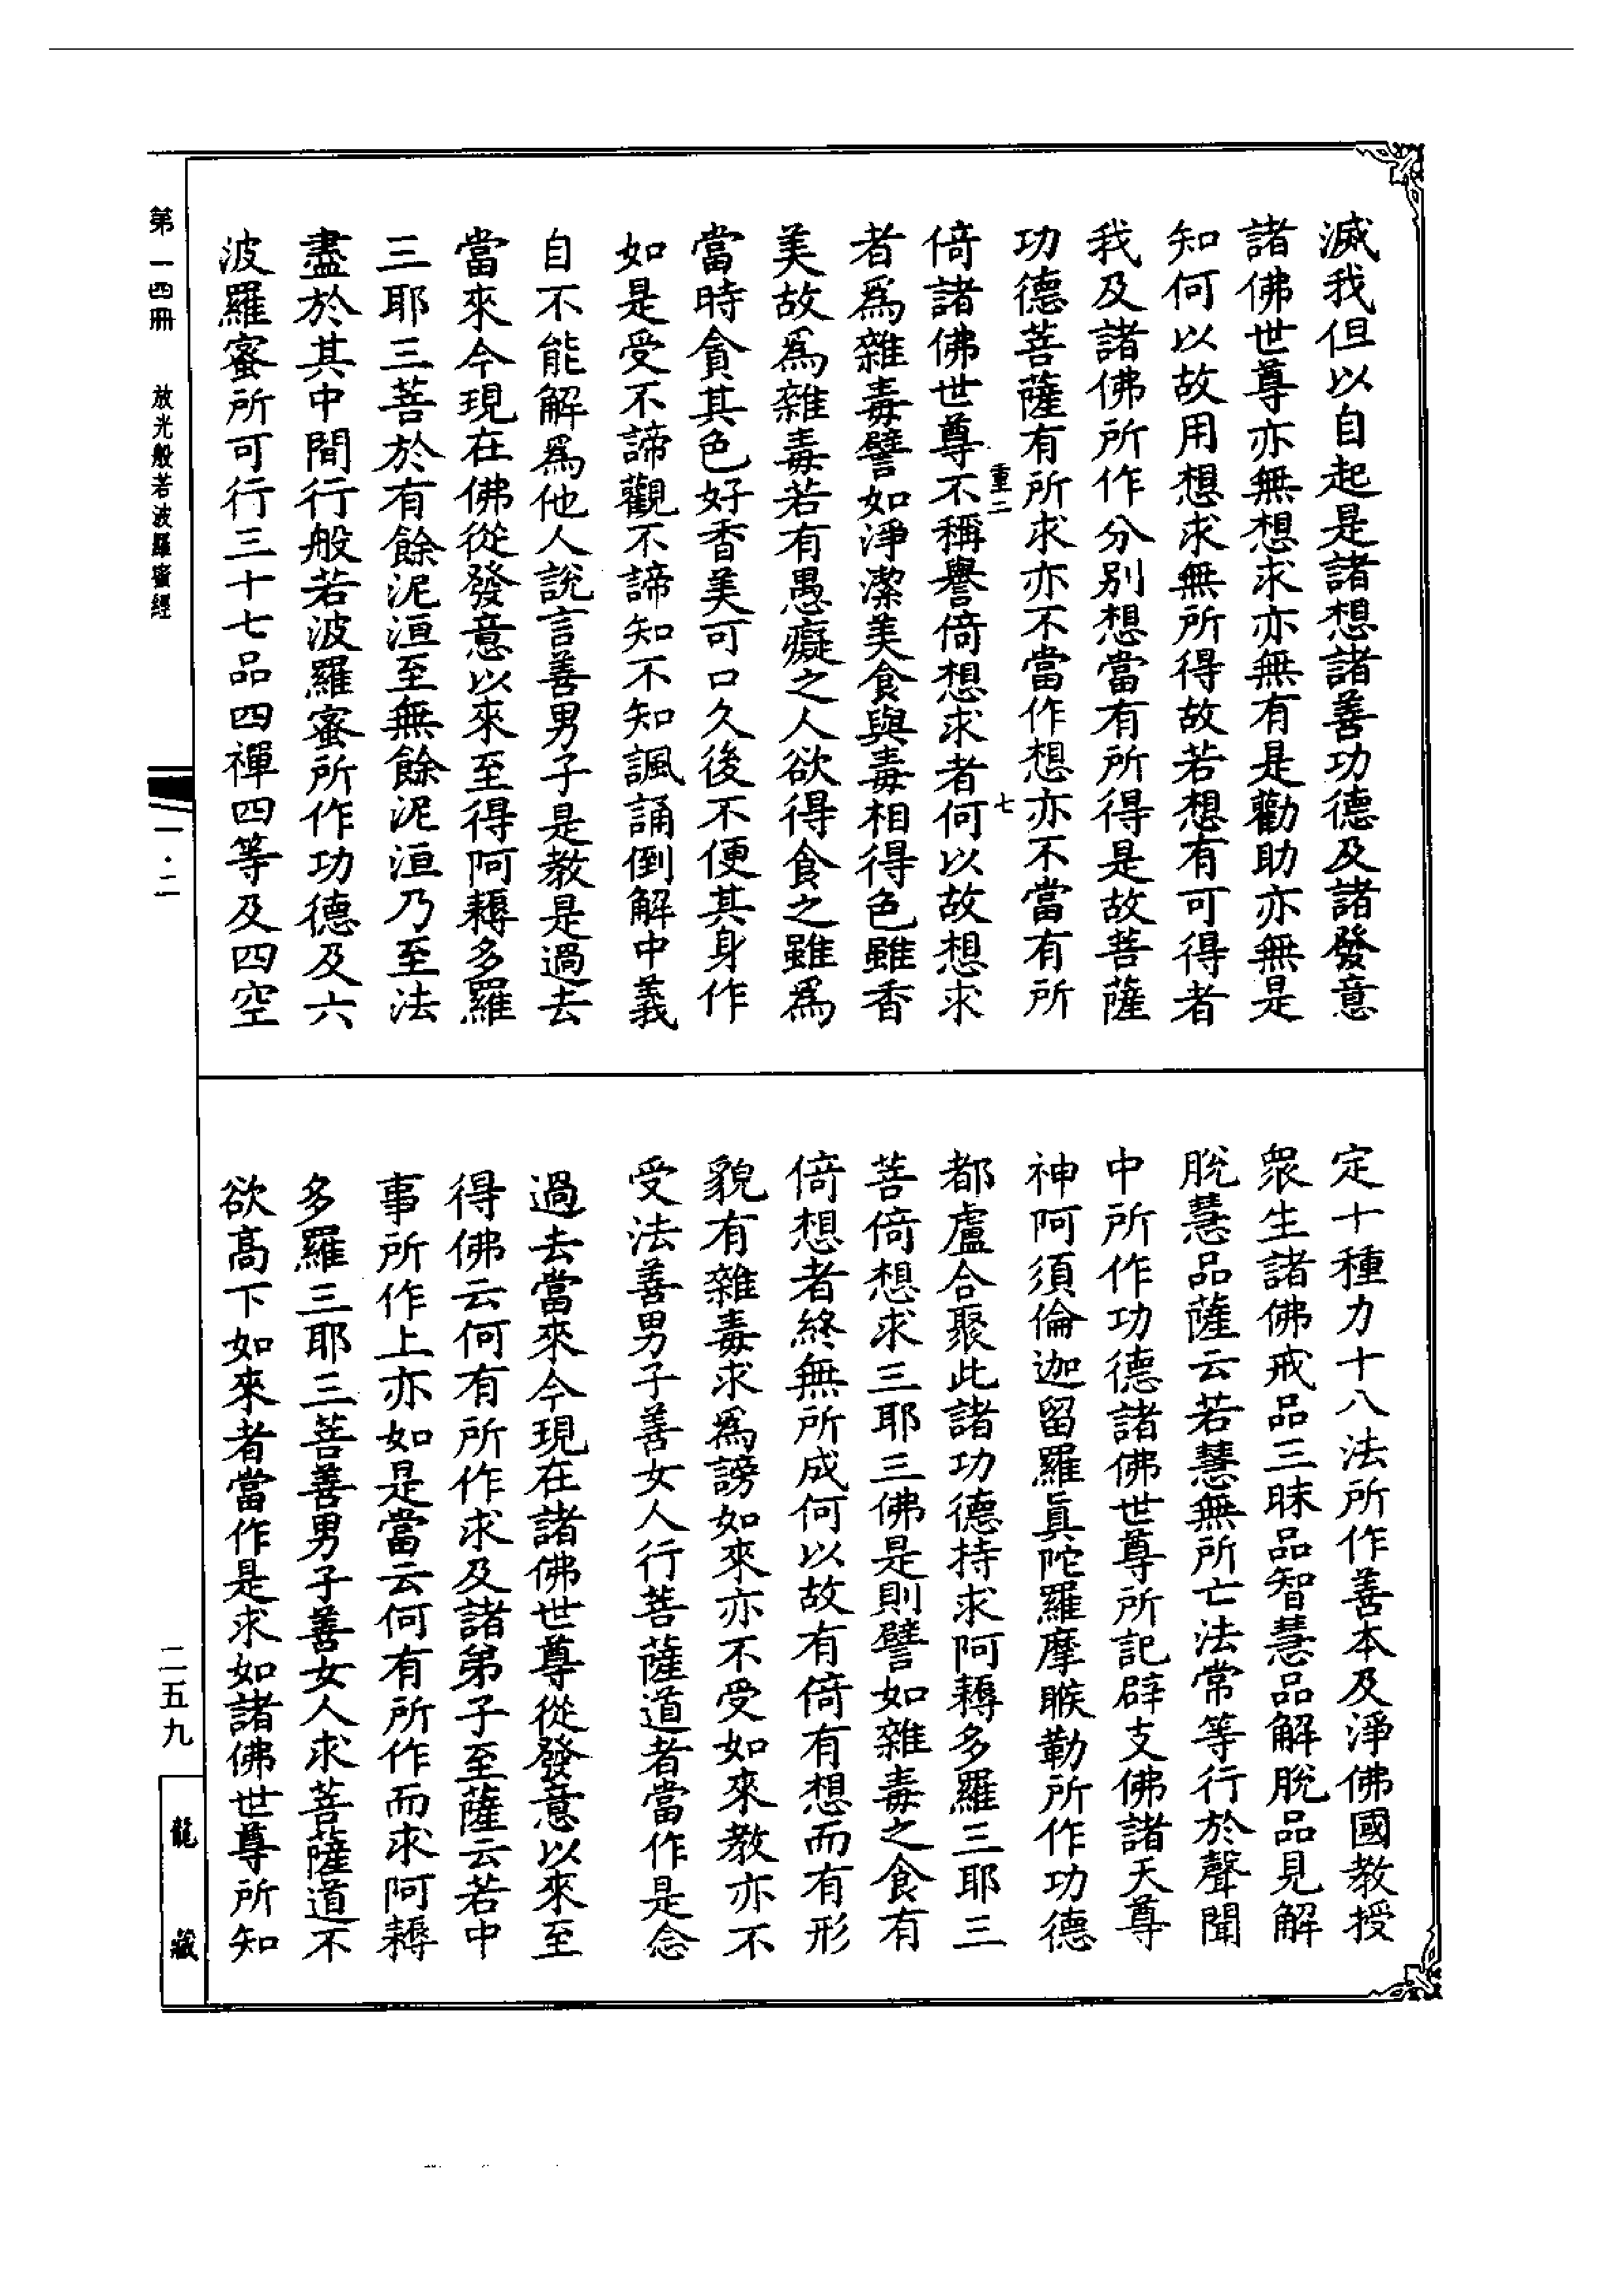 滅我但以自起是諸想諸善功德及諸發意
諸佛世尊亦無想求亦無有是勸助亦無是
知何以故用想求無所得故若想有可得者
我及諸佛所作分別想當有所得是故菩薩
功德菩薩有所求亦不當作想亦不當有所
重二
七
倚諸佛世尊不稱譽倚想求者何以故想求
者爲雜毒譬如淨潔美食與毒相得色雖香
美故爲雜毒若有愚癡之人欲得食之雖爲
當時貪其色好香美可口久後不便其身作
如是受不諦觀不諦知不知諷誦倒解中義
自不能解爲他人說言善男子是教是過去
當來今現在佛從發意以來至得阿耨多羅
三耶三菩於有餘泥洹至無餘泥洹乃至法
盡於其中間行般若波羅蜜所作功德及六
波羅蜜所可行三十七品四禪四等及四空
定十種力十八法所作善本及淨佛國教授
衆生諸佛戒品三昧品智慧品解脫品見解
脫慧品薩云若慧無所亡法常等行於聲聞
中所作功德諸佛世尊所記辟支佛諸天尊
神阿須倫迦留羅眞陀羅摩睺勒所作功德
都盧合聚此諸功德持求阿耨多羅三耶三
菩倚想求三耶三佛是則譬如雜毒之食有
倚想者終無所成何以故有倚有想而有形
貌有雜毒求爲謗如來亦不受如來教亦不
受法善男子善女人行菩薩道者當作是念
過去當來今現在諸佛世尊從發意以來至
得佛云何有所作求及諸弟子至薩云若中
事所作上亦如是當云何有所作而求阿耨
多羅三耶三菩善男子善女人求菩薩道不
欲高下如來者當作是求如諸佛世尊所知
第一四冊　放光般若波羅蜜經
一·二
二五九
龍藏